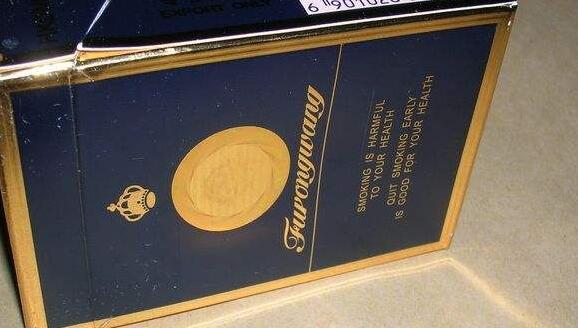 EXPORT ONLY
Furongwang
SMOKING IS HARMFUL
TO YOUR HEALTH
QUIT SMOKING EARLY
IS GOOD FOR YOUR HEALTH